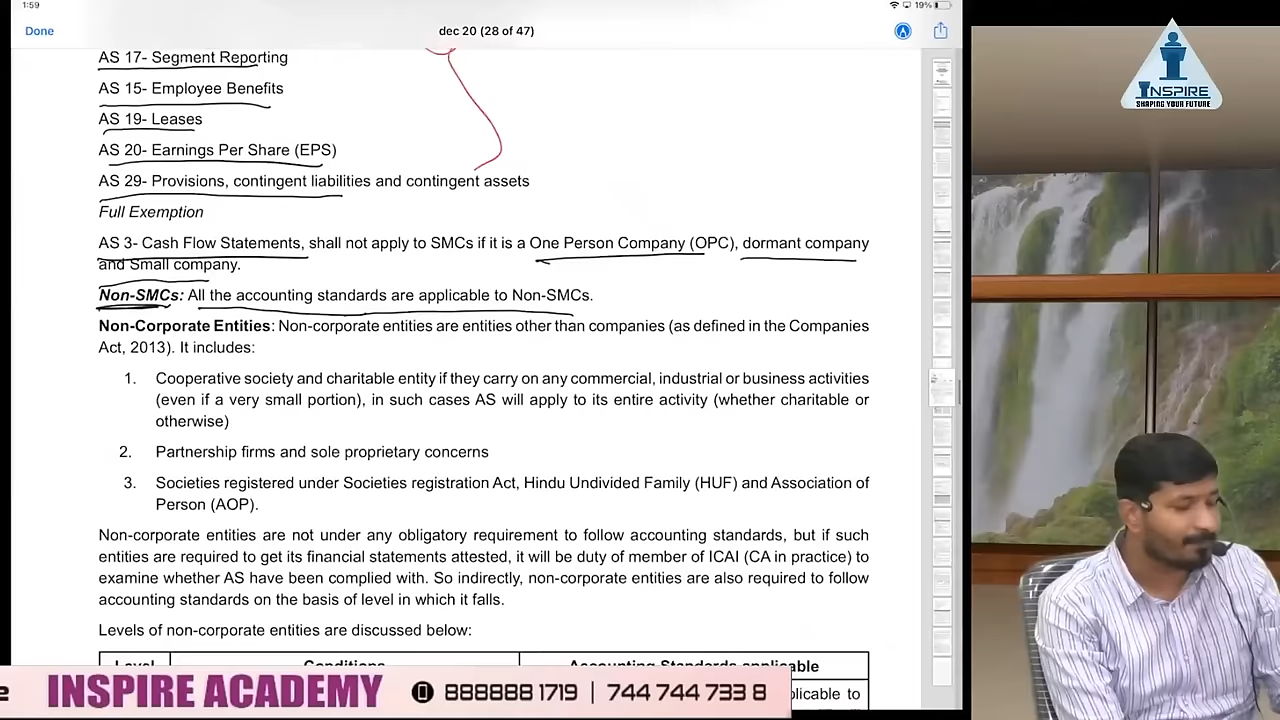 1:59
19%
Done
dec 20 (28 of 47)
AS 17- Segment Reporting
AS 15- Employee Benefits
AS 19- Leases
AS 20- Earnings Per Share (EPS)
AS 29- Provisions, contingent liabilities and contingent assets
Full Exemption
AS 3- Cash Flow Statements, shall not apply to SMCs if it is a One Person Company (OPC), dormant company
and Small company.
Non-SMCs: All the accounting standards are applicable to Non-SMCs.
Non-Corporate Entities: Non-corporate entities are entities other than companies (as defined in the Companies
Act, 2013). It includes:
1. Cooperative society and charitable entity if they carry on any commercial, industrial or business activities
(even if a very small portion), in such cases AS will apply to its entire activity (whether charitable or
otherwise)
2. Partnership firms and sole proprietary concerns
3. Societies registered under Societies registration Act, Hindu Undivided Family (HUF) and Association of
Person (AOP).
Non-corporate entities are not under any obligatory requirement to follow accounting standards, but if such
entities are required to get its financial statements attested, it will be duty of member of ICAI (CA in practice) to
examine whether AS have been complied with. So indirectly, non-corporate entities are also required to follow
accounting standards on the basis of level in which it falls.
Levels of non-corporate entities are discussed below:
Level Conditions Accounting Standards applicable
plicable to
INSPIRE
SHAPING YOUR FUTURE
e INSPIRE ACADEMY 888888 1719 | 744 744 733 8